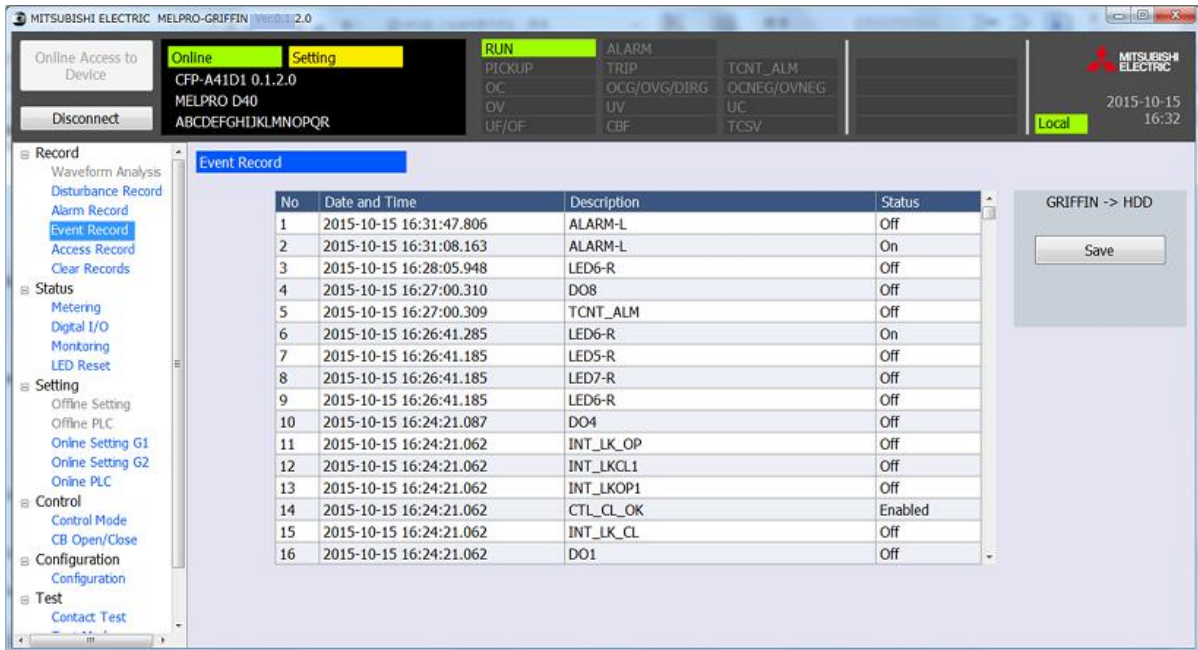 MITSUBISHI ELECTRIC MELPRO-GRIFFIN Ver.0.1.2.0
Online Access to
Device
Disconnect
Online Setting
CFP-A41D1 0.1.2.0
MELPRO D40
ABCDEFGHIJKLMNOPQR
RUN ALARM
PICKUP TRIP TCNT_ALM
OC OCG/OVG/DIRG OCNEG/OVNEG
OV UV UC
UF/OF CBF TCSV
MITSUBISHI
ELECTRIC
2015-10-15
16:32
Local
Record
Waveform Analysis
Disturbance Record
Alarm Record
Event Record
Access Record
Clear Records
Status
Metering
Digital I/O
Monitoring
LED Reset
Setting
Offline Setting
Offline PLC
Online Setting G1
Online Setting G2
Online PLC
Control
Control Mode
CB Open/Close
Configuration
Configuration
Test
Contact Test
Event Record
No Date and Time Description Status
1 2015-10-15 16:31:47.806 ALARM-L Off
2 2015-10-15 16:31:08.163 ALARM-L On
3 2015-10-15 16:28:05.948 LED6-R Off
4 2015-10-15 16:27:00.310 DO8 Off
5 2015-10-15 16:27:00.309 TCNT_ALM Off
6 2015-10-15 16:26:41.285 LED6-R On
7 2015-10-15 16:26:41.185 LED5-R Off
8 2015-10-15 16:26:41.185 LED7-R Off
9 2015-10-15 16:26:41.185 LED6-R Off
10 2015-10-15 16:24:21.087 DO4 Off
11 2015-10-15 16:24:21.062 INT_LK_OP Off
12 2015-10-15 16:24:21.062 INT_LKCL1 Off
13 2015-10-15 16:24:21.062 INT_LKOP1 Off
14 2015-10-15 16:24:21.062 CTL_CL_OK Enabled
15 2015-10-15 16:24:21.062 INT_LK_CL Off
16 2015-10-15 16:24:21.062 DO1 Off
GRIFFIN -> HDD
Save